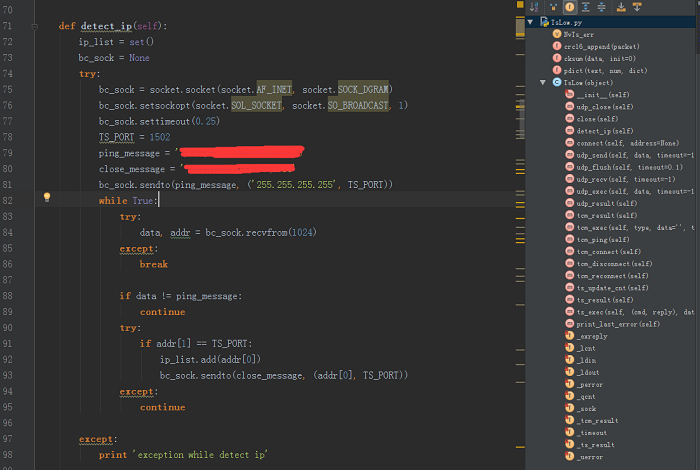 70
71 def detect_ip(self):
72 ip_list = set()
73 bc_sock = None
74 try:
75 bc_sock = socket.socket(socket.AF_INET, socket.SOCK_DGRAM)
76 bc_sock.setsockopt(socket.SOL_SOCKET, socket.SO_BROADCAST, 1)
77 bc_sock.settimeout(0.25)
78 TS_PORT = 1502
79 ping_message = '
80 close_message = '
81 bc_sock.sendto(ping_message, ('255.255.255.255', TS_PORT))
82 while True:
83 try:
84 data, addr = bc_sock.recvfrom(1024)
85 except:
86 break
87
88 if data != ping_message:
89 continue
90 try:
91 if addr[1] == TS_PORT:
92 ip_list.add(addr[0])
93 bc_sock.sendto(close_message, (addr[0], TS_PORT))
94 except:
95 continue
96
97 except:
98 print 'exception while detect ip'
TsLow.py
NvTs_err
crc16_append(packet)
cksum(data, init=0)
pdict(text, num, dict)
TsLow(object)
__init__(self)
udp_close(self)
close(self)
detect_ip(self)
connect(self, address=None)
udp_send(self, data, timeout=-1
udp_flush(self, timeout=0.1)
udp_recv(self, timeout=-1)
udp_exec(self, data, timeout=-1
udp_result(self)
tcm_result(self)
tcm_exec(self, type, data='', t
tcm_ping(self)
tcm_connect(self)
tcm_disconnect(self)
tcm_reconnect(self)
ts_update_cnt(self)
ts_result(self)
ts_exec(self, (cmd, reply), dat
print_last_error(self)
_exreply
_lcnt
_ldin
_ldout
_perror
_qcnt
_sock
_tcm_result
_timeout
_ts_result
_uerror